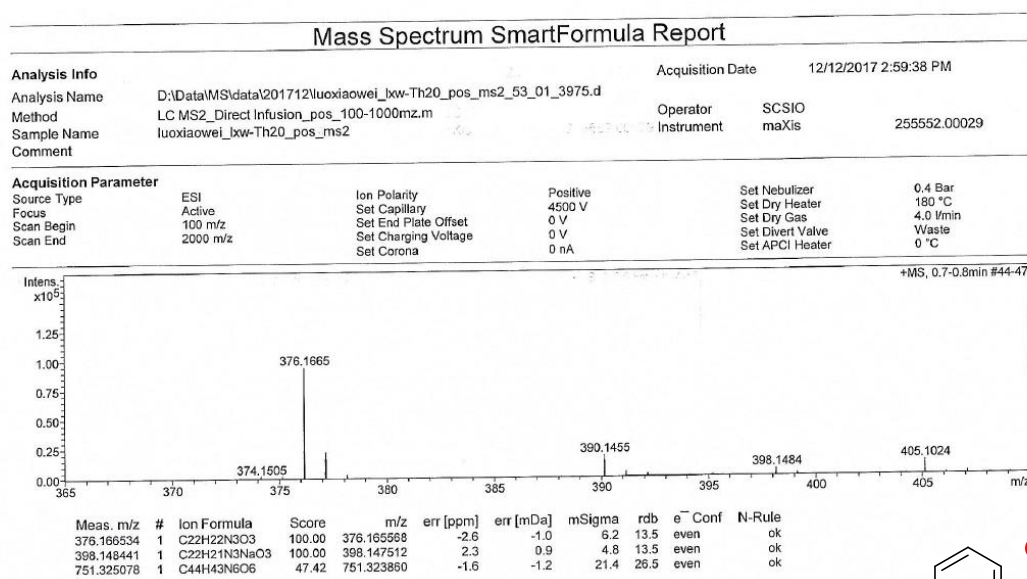 Mass Spectrum SmartFormula Report
Analysis Info
Acquisition Date 12/12/2017 2:59:38 PM
Analysis Name D:\Data\MS\data\201712\luoxiaowei_lxw-Th20_pos_ms2_53_01_3975.d
Method LC MS2_Direct Infusion_pos_100-1000mz.m
Operator SCSIO
Sample Name luoxiaowei_lxw-Th20_pos_ms2
Instrument maXis 255552.00029
Comment
Acquisition Parameter
Source Type ESI Ion Polarity Positive Set Nebulizer 0.4 Bar
Focus Active Set Capillary 4500 V Set Dry Heater 180 °C
Scan Begin 100 m/z Set End Plate Offset 0 V Set Dry Gas 4.0 l/min
Scan End 2000 m/z Set Charging Voltage 0 V Set Divert Valve Waste
Set Corona 0 nA Set APCI Heater 0 °C
Intens. +MS, 0.7-0.8min #44-47
x10⁵
1.25
1.00 376.1665
0.75
0.50
0.25 390.1455 398.1484 405.1024
374.1505
0.00
365 370 375 380 385 390 395 400 405 m/z
Meas. m/z # Ion Formula Score m/z err [ppm] err [mDa] mSigma rdb e⁻ Conf N-Rule
376.166534 1 C22H22N3O3 100.00 376.165568 -2.6 -1.0 6.2 13.5 even ok
398.148441 1 C22H21N3NaO3 100.00 398.147512 2.3 0.9 4.8 13.5 even ok
751.325078 1 C44H43N6O6 47.42 751.323860 -1.6 -1.2 21.4 26.5 even ok